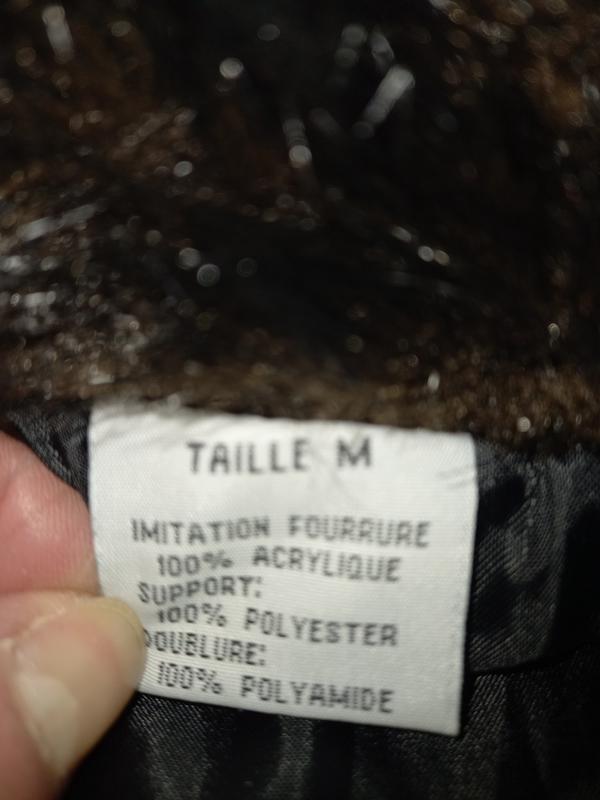 TAILLE M
IMITATION FOURRURE
100% ACRYLIQUE
SUPPORT:
100% POLYESTER
DOUBLURE:
100% POLYAMIDE